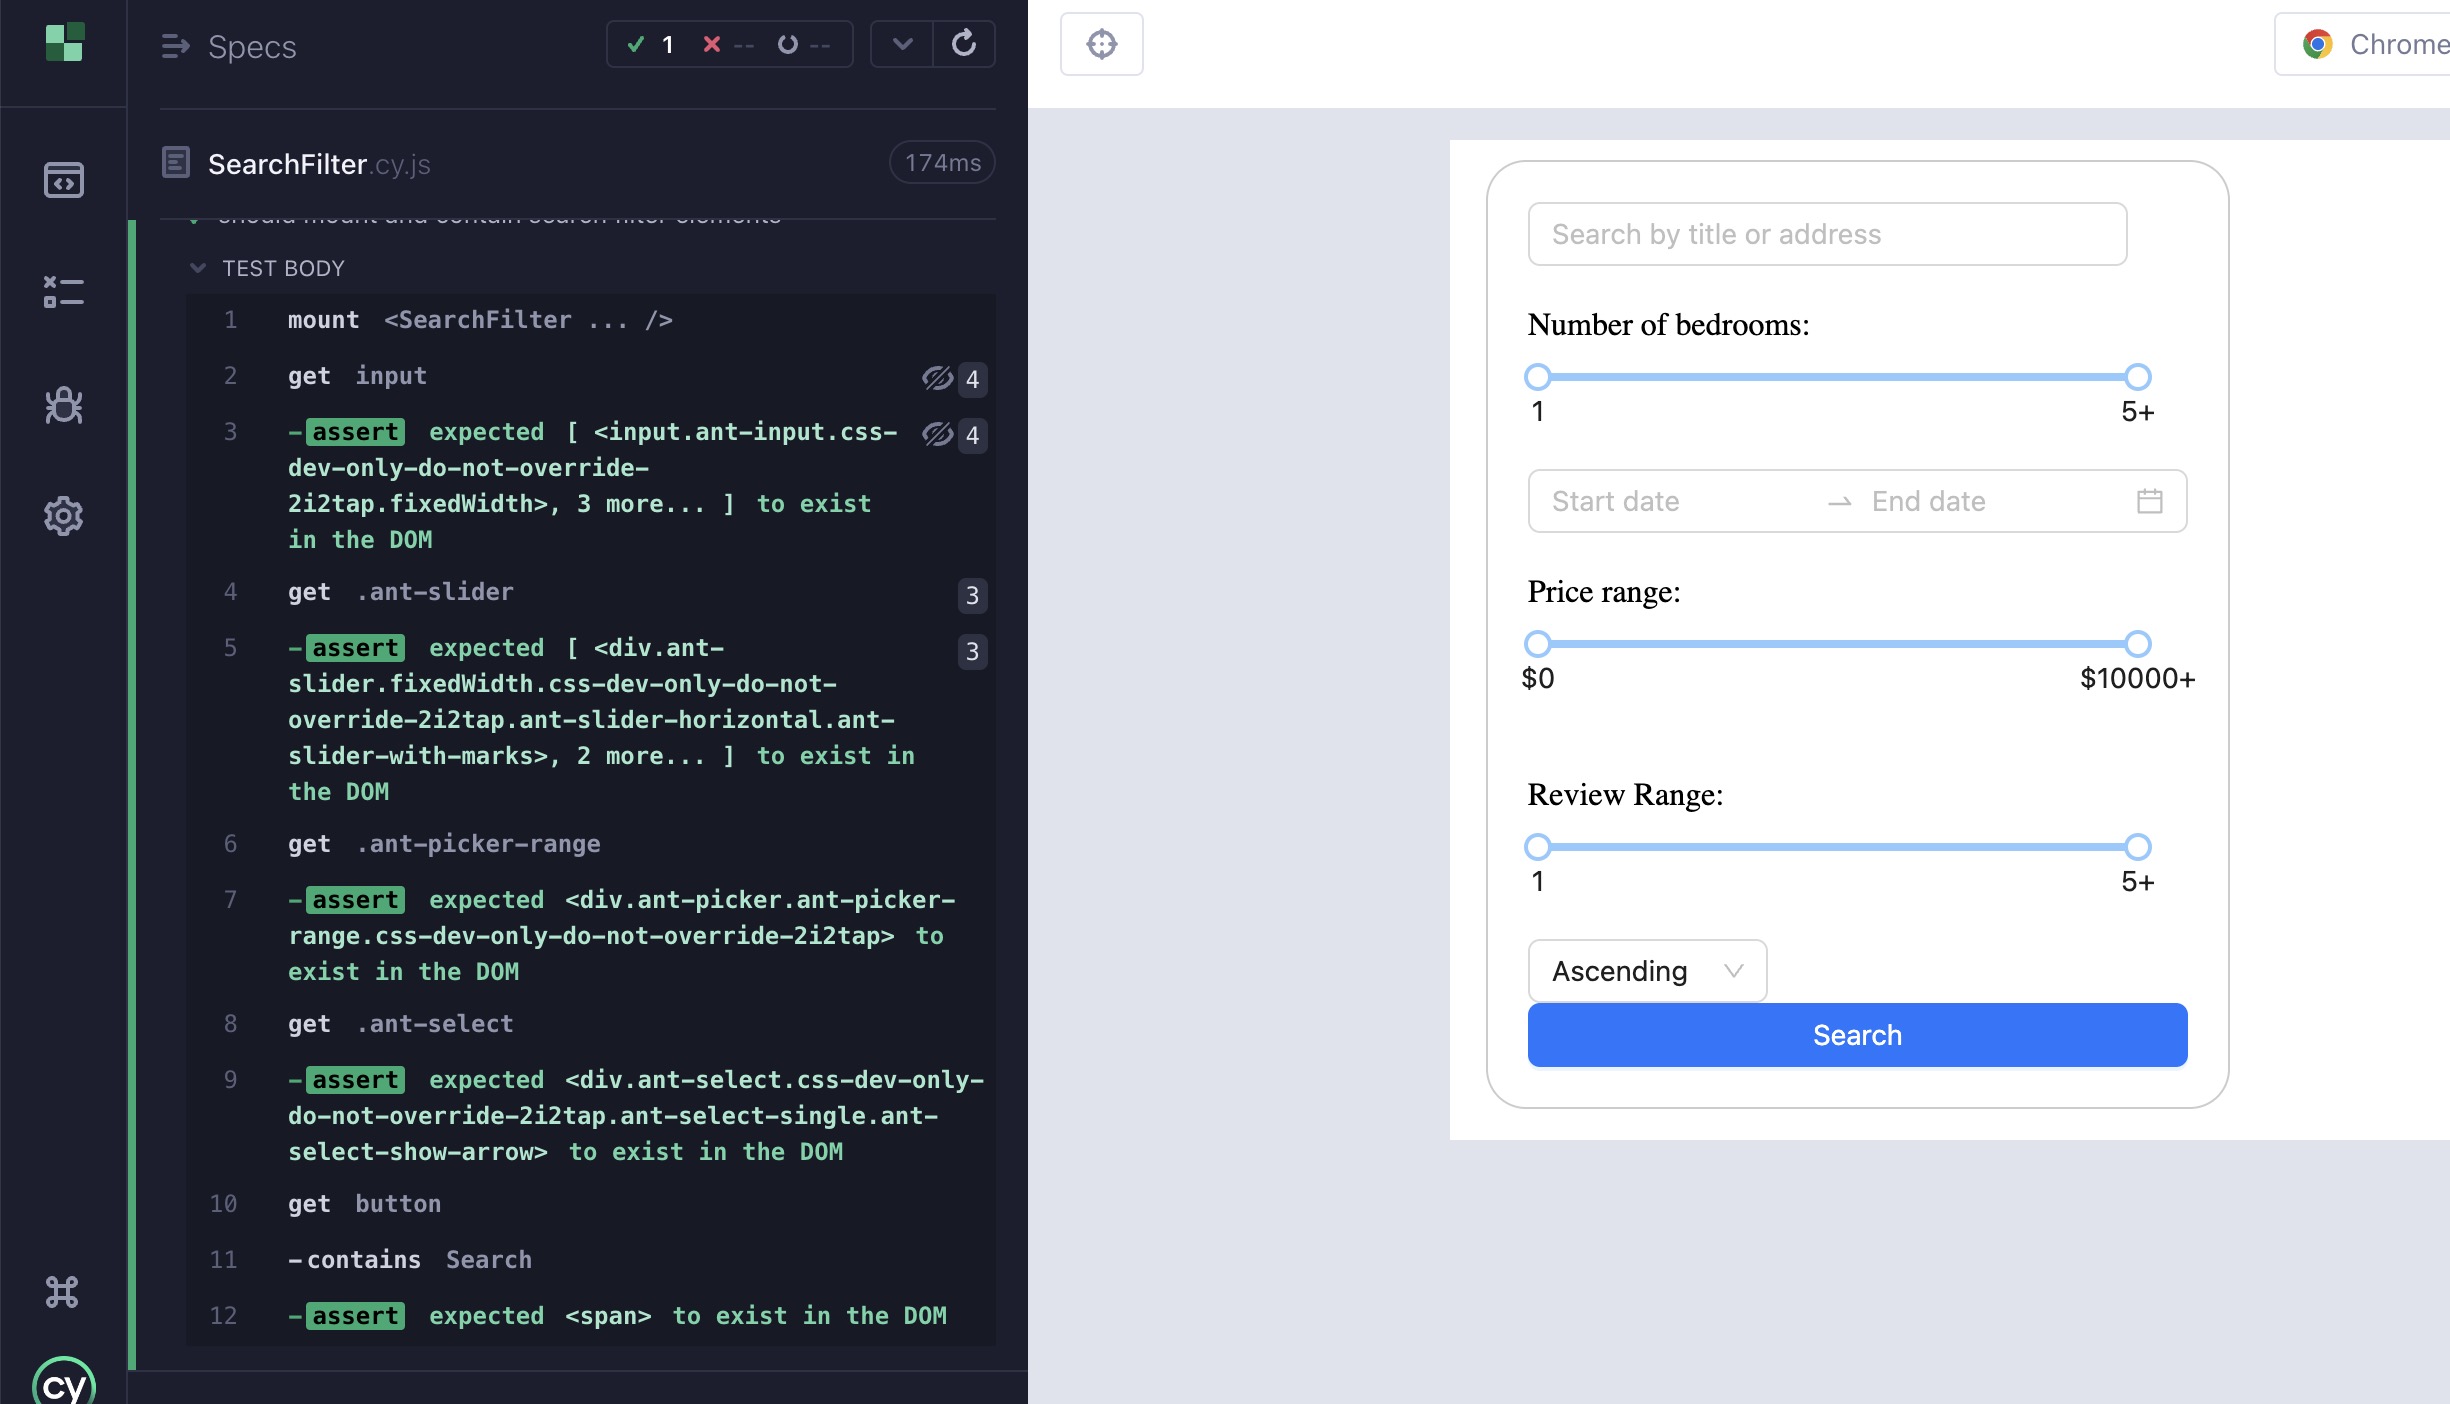 Specs
1 -- --
SearchFilter.cy.js
174ms
should mount and contain search filter elements
TEST BODY
1 mount <SearchFilter ... />
2 get input 4
3 -assert expected [ <input.ant-input.css- 4
dev-only-do-not-override-
2i2tap.fixedWidth>, 3 more... ] to exist
in the DOM
4 get .ant-slider 3
5 -assert expected [ <div.ant- 3
slider.fixedWidth.css-dev-only-do-not-
override-2i2tap.ant-slider-horizontal.ant-
slider-with-marks>, 2 more... ] to exist in
the DOM
6 get .ant-picker-range
7 -assert expected <div.ant-picker.ant-picker-
range.css-dev-only-do-not-override-2i2tap> to
exist in the DOM
8 get .ant-select
9 -assert expected <div.ant-select.css-dev-only-
do-not-override-2i2tap.ant-select-single.ant-
select-show-arrow> to exist in the DOM
10 get button
11 -contains Search
12 -assert expected <span> to exist in the DOM
cy
Chrome
Search by title or address
Number of bedrooms:
1 5+
Start date → End date
Price range:
$0 $10000+
Review Range:
1 5+
Ascending
Search